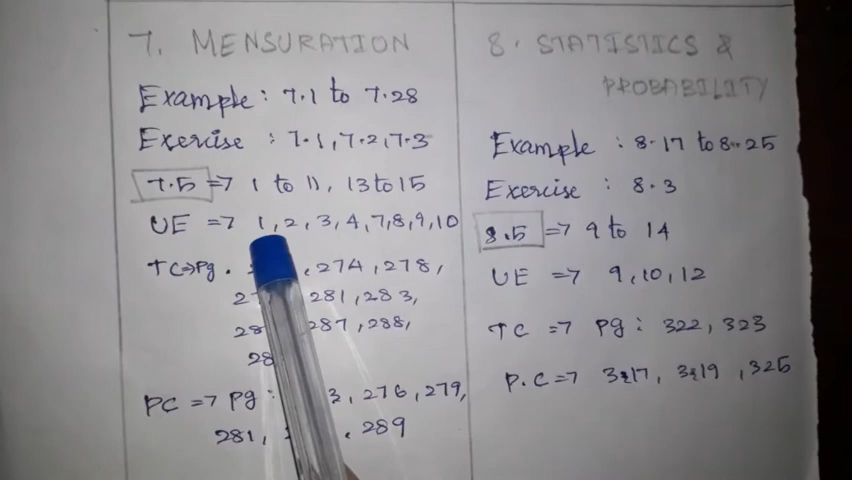 7. MENSURATION
Example : 7.1 to 7.28
Exercise : 7.1, 7.2, 7.3
7.5 => 1 to 11, 13 to 15
UE => 1, 2, 3, 4, 7, 8, 9, 10
TC => Pg. , 274, 278,
281, 283,
287, 288,
PC => Pg : 276, 279,
281, 289
8. STATISTICS &
PROBABILITY
Example : 8.17 to 8.25
Exercise : 8.3
8.5 => 9 to 14
UE => 9, 10, 12
TC => Pg : 322, 323
P.C => 317, 319, 325